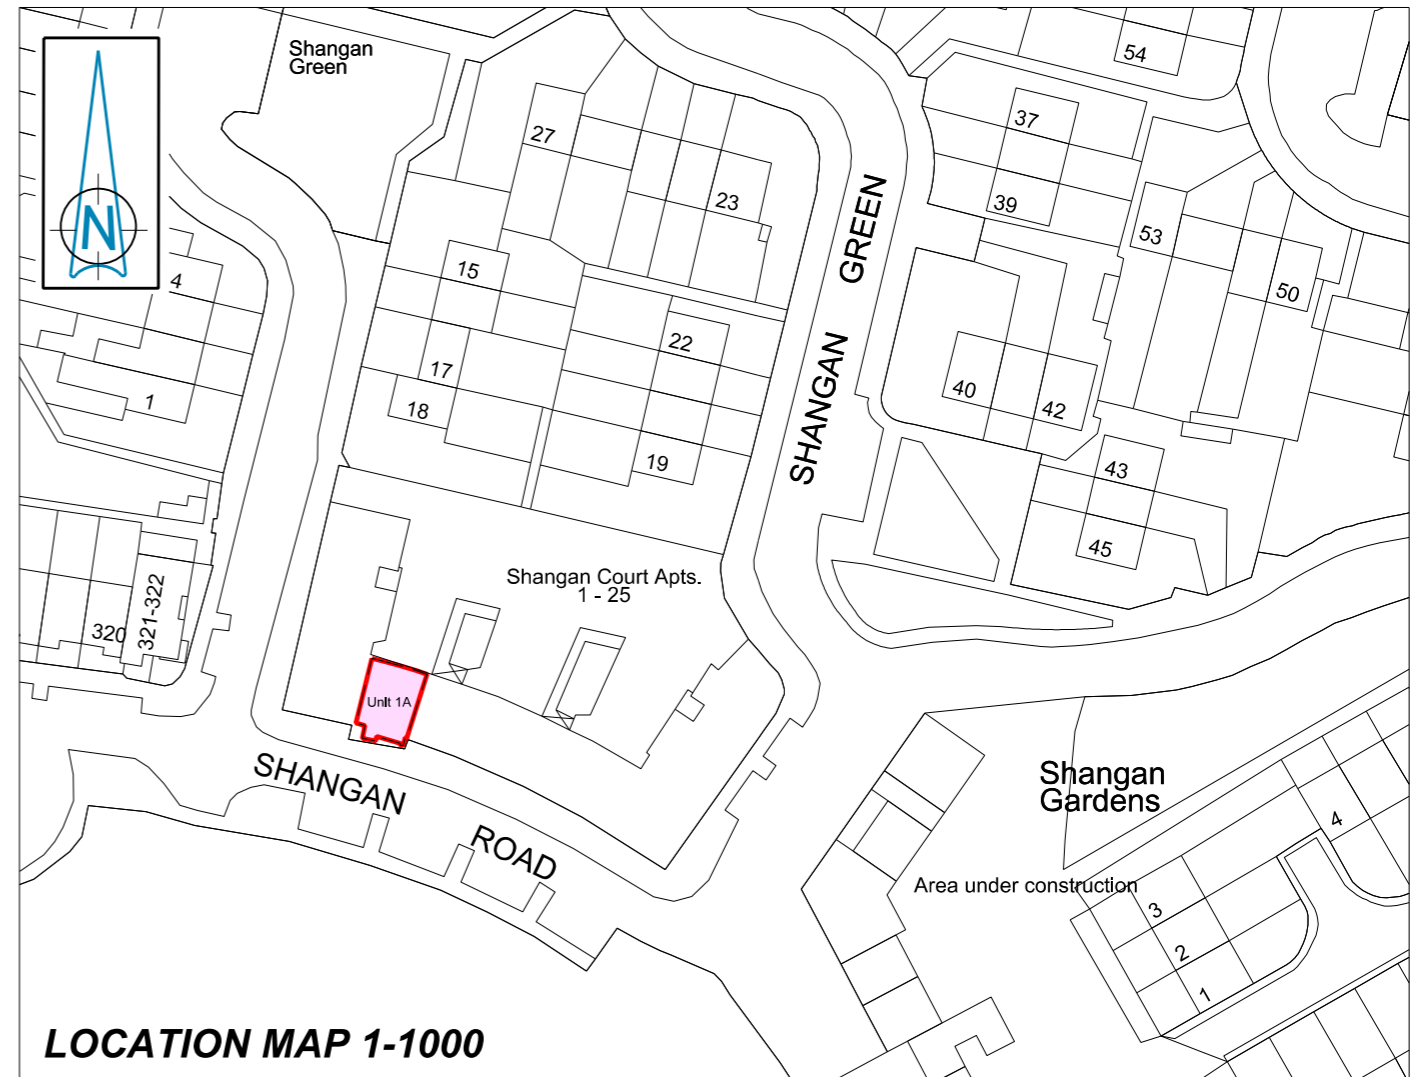 Shangan
Green
54
37
27
23
39
53
GREEN
N
4
15
50
22
SHANGAN
17
40
1
18
42
19
43
45
Shangan Court Apts.
1 - 25
321-322
320
Unit 1A
SHANGAN
ROAD
Shangan
Gardens
4
Area under construction
3
2
1
LOCATION MAP 1-1000